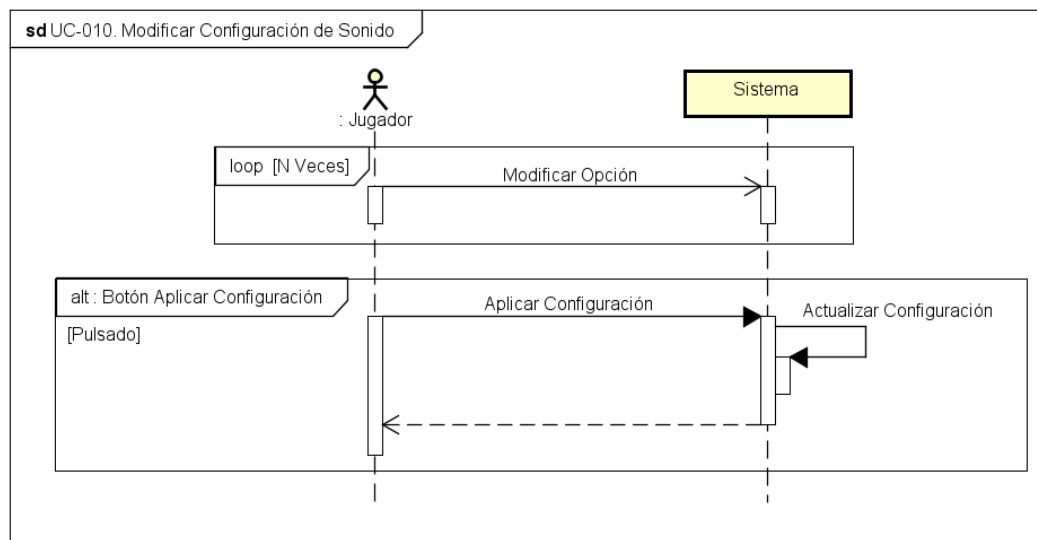 sd UC-010. Modificar Configuración de Sonido
: Jugador
Sistema
loop [N Veces]
Modificar Opción
alt : Botón Aplicar Configuración
Aplicar Configuración
Actualizar Configuración
[Pulsado]